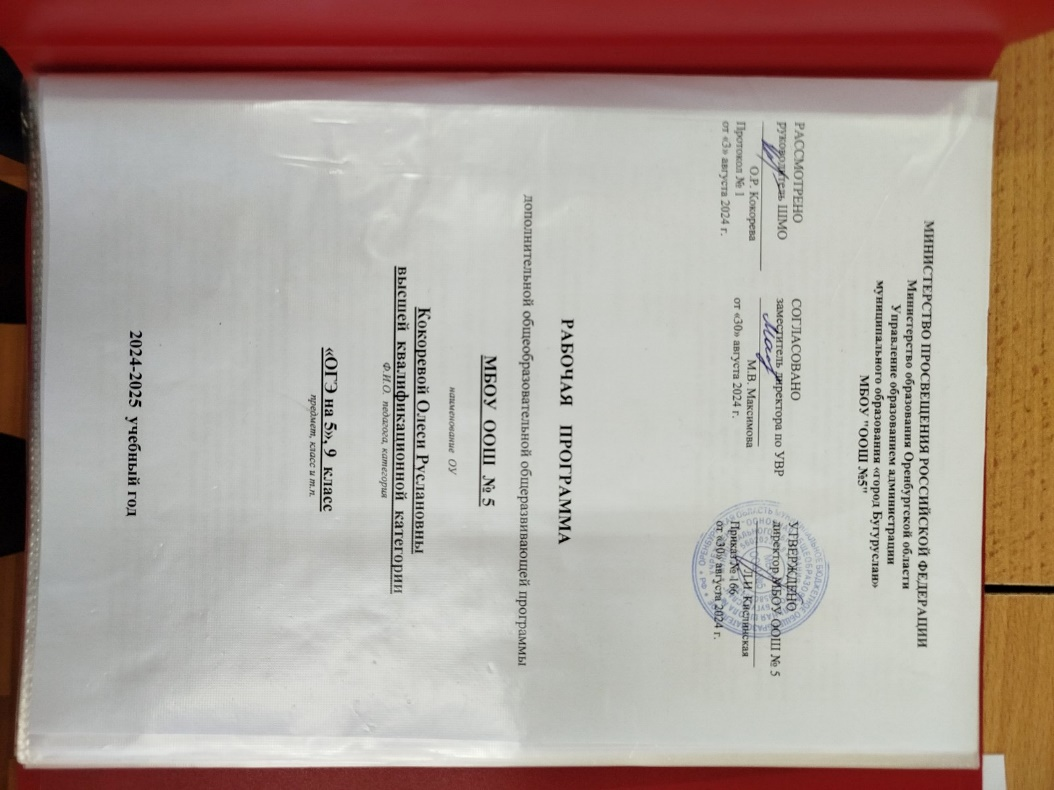 МИНИСТЕРСТВО ПРОСВЕЩЕНИЯ РОССИЙСКОЙ ФЕДЕРАЦИИ
Министерство образования Оренбургской области
Управление образованием администрации
муниципального образования «город Бугуруслан»
МБОУ "ООШ №5"
РАССМОТРЕНО
руководитель ШМО
О.Р. Кокорева
Протокол № 1
от «3» августа 2024 г.
СОГЛАСОВАНО
заместитель директора по УВР
М.В. Максимова
от «30» августа 2024 г.
УТВЕРЖДЕНО
директор МБОУ ООШ № 5
Л.И. Кислинская
Приказ № 166
от «30» августа 2024 г.
РАБОЧАЯ ПРОГРАММА
дополнительной общеобразовательной общеразвивающей программы
МБОУ ООШ № 5
наименование ОУ
Кокоревой Олеси Руслановны
высшей квалификационной категории
Ф.И.О. педагога, категория
«ОГЭ на 5», 9 класс
предмет, класс и т.п.
2024-2025 учебный год